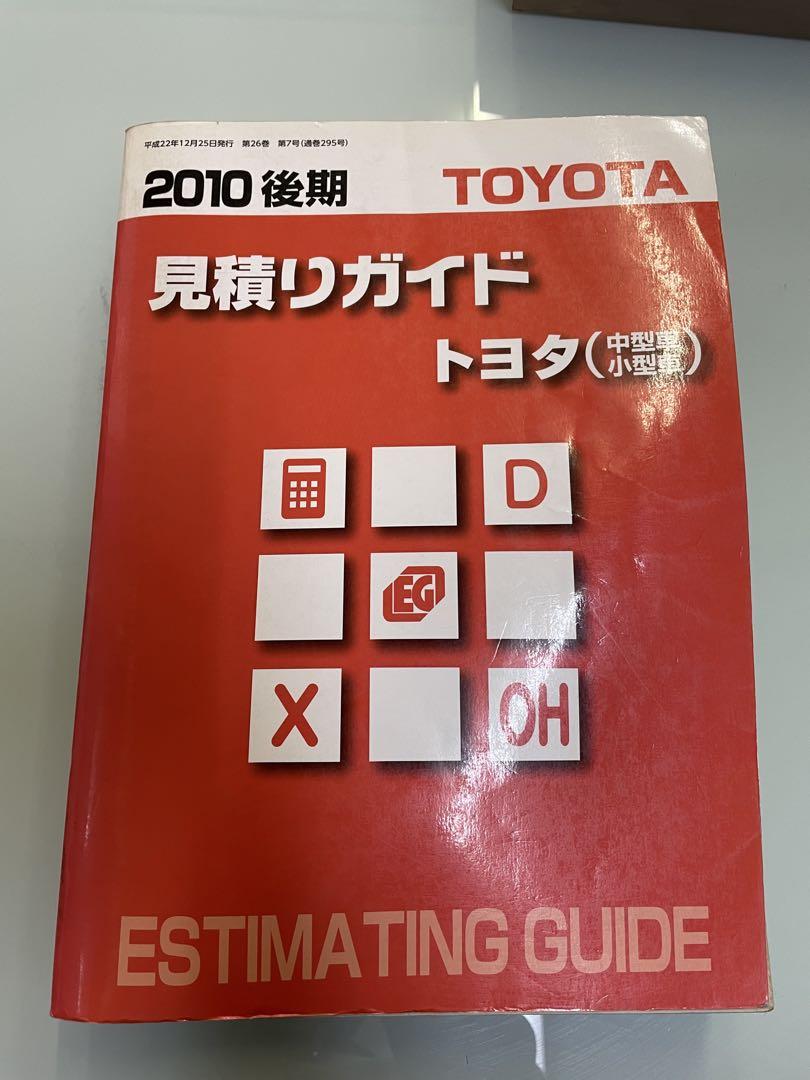 平成22年12月25日発行 第26巻 第7号(通巻295号)
2010 後期 TOYOTA
見積りガイド
トヨタ(中型車
小型車)
D
EG
X
OH
ESTIMATING GUIDE